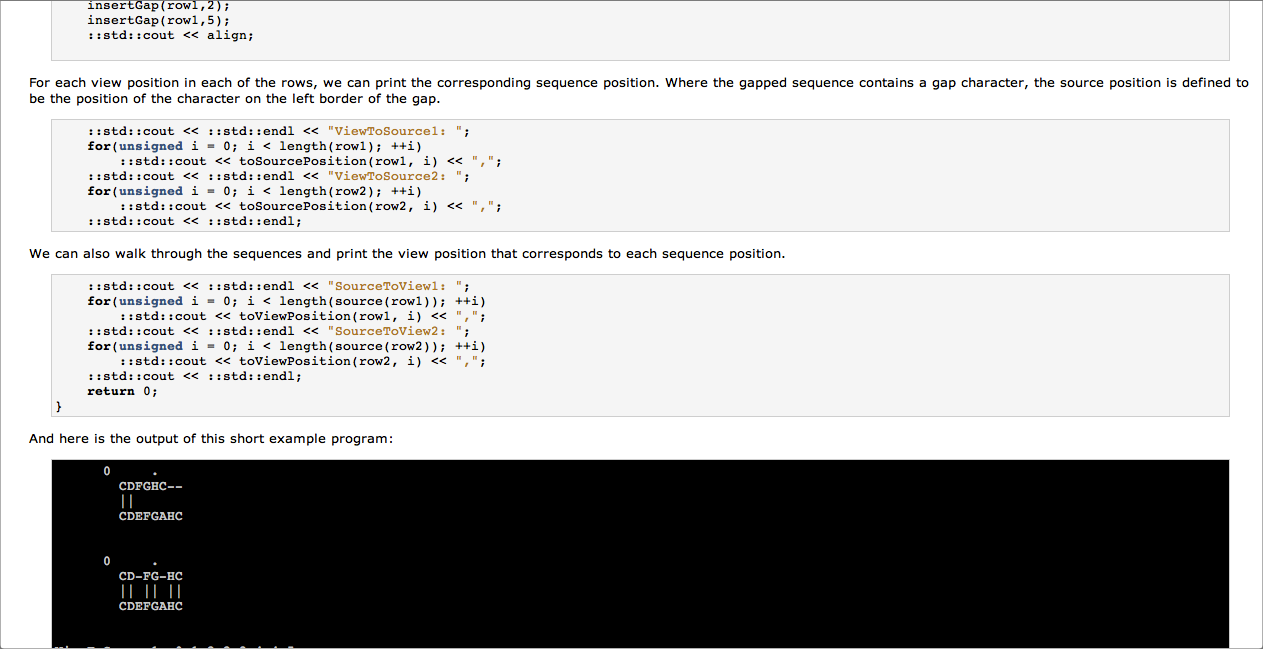 insertGap(row1,2);
insertGap(row1,5);
::std::cout << align;
For each view position in each of the rows, we can print the corresponding sequence position. Where the gapped sequence contains a gap character, the source position is defined to
be the position of the character on the left border of the gap.
::std::cout << ::std::endl << "ViewToSource1: ";
for(unsigned i = 0; i < length(row1); ++i)
::std::cout << toSourcePosition(row1, i) << ",";
::std::cout << ::std::endl << "ViewToSource2: ";
for(unsigned i = 0; i < length(row2); ++i)
::std::cout << toSourcePosition(row2, i) << ",";
::std::cout << ::std::endl;
We can also walk through the sequences and print the view position that corresponds to each sequence position.
::std::cout << ::std::endl << "SourceToView1: ";
for(unsigned i = 0; i < length(source(row1)); ++i)
::std::cout << toViewPosition(row1, i) << ",";
::std::cout << ::std::endl << "SourceToView2: ";
for(unsigned i = 0; i < length(source(row2)); ++i)
::std::cout << toViewPosition(row2, i) << ",";
::std::cout << ::std::endl;
return 0;
}
And here is the output of this short example program:
0     .
CDFGHC--
||
CDEFGAHC
0     .
CD-FG-HC
|| || ||
CDEFGAHC